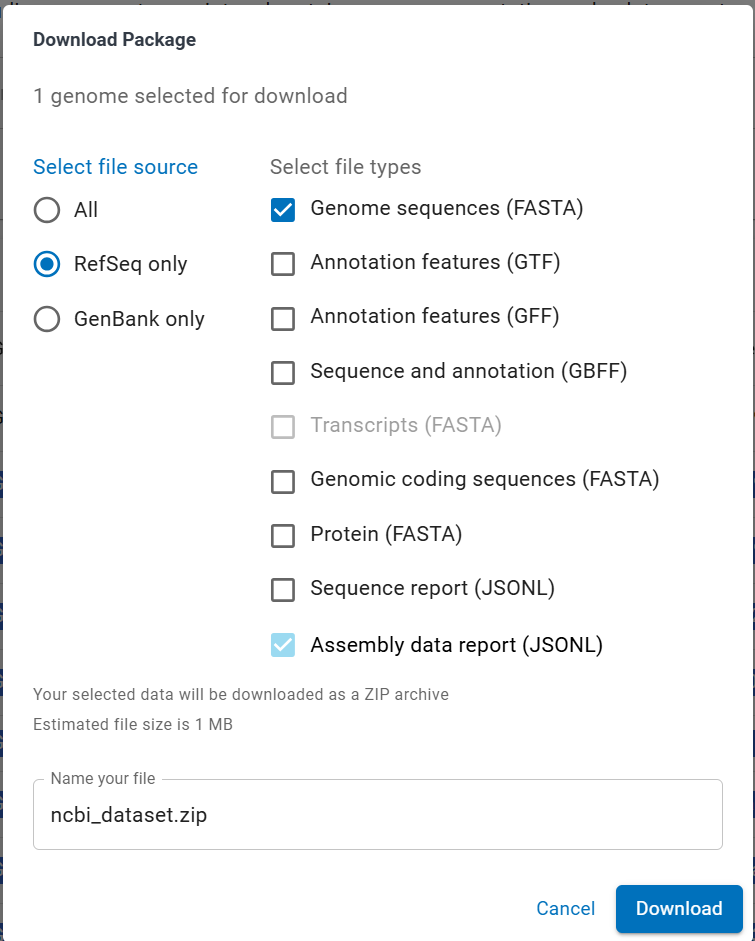 Download Package
1 genome selected for download
Select file source
All
RefSeq only
GenBank only
Select file types
Genome sequences (FASTA)
Annotation features (GTF)
Annotation features (GFF)
Sequence and annotation (GBFF)
Transcripts (FASTA)
Genomic coding sequences (FASTA)
Protein (FASTA)
Sequence report (JSONL)
Assembly data report (JSONL)
Your selected data will be downloaded as a ZIP archive
Estimated file size is 1 MB
Name your file
ncbi_dataset.zip
Cancel
Download